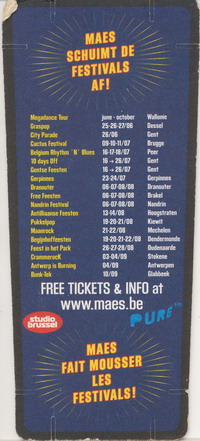 MAES
SCHUIMT DE
FESTIVALS
AF!
Megadance Tour june - october Wallonie
Graspop 25-26-27/06 Dessel
City Parade 26/06 Gent
Cactus Festival 09-10-11/07 Brugge
Belgium Rhythm 'N' Blues 16-17-18/07 Peer
10 days Off 16 → 26/07 Gent
Gentse Feesten 16 → 26/07 Gent
Gerpinnes 23-24/07 Gerpinnes
Dranouter 06-07-08/08 Dranouter
Free Feesten 06-07-08/08 Brakel
Nandrin Festival 06-07-08/08 Nandrin
Antilliaanse Feesten 13-14/08 Hoogstraten
Pukkelpop 19-20-21/08 Kiewit
Maanrock 21-22/08 Mechelen
Begijnhoffeesten 19-20-21-22/08 Dendermonde
Feest in het Park 26-27-28/08 Oudenaarde
CrammerocK 03-04/09 Stekene
Antwerp is Burning 04/09 Antwerpen
Bunk-Tek 18/09 Glabbeek
FREE TICKETS & INFO at
www.maes.be
studio
brussel
PURE
MAES
FAIT MOUSSER
LES
FESTIVALS!